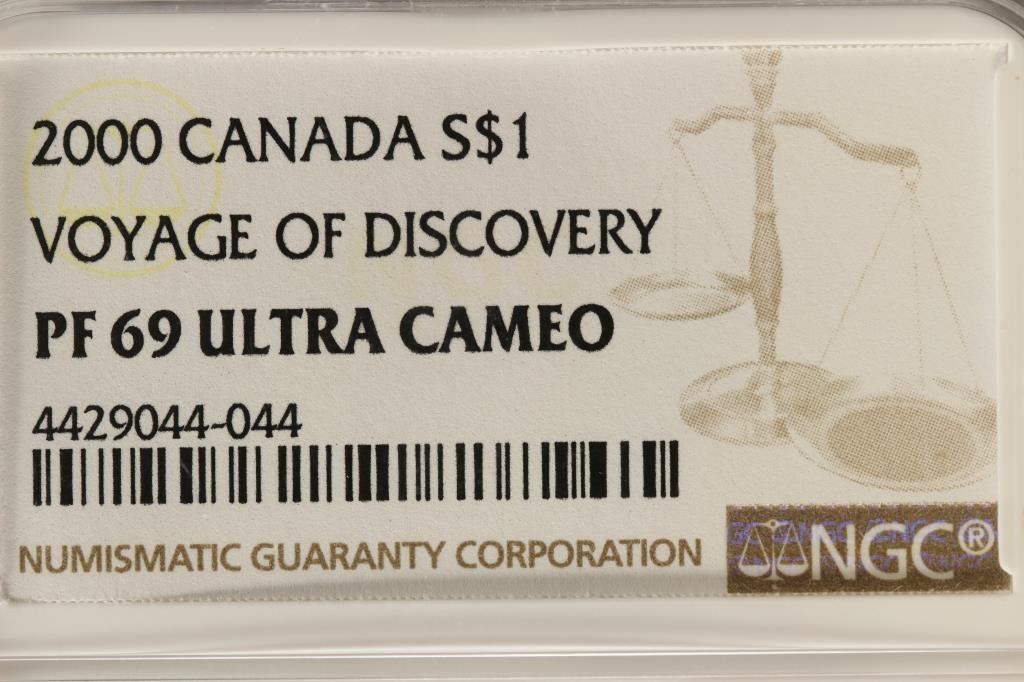 2000 CANADA S$1
VOYAGE OF DISCOVERY
PF 69 ULTRA CAMEO
4429044-044
NUMISMATIC GUARANTY CORPORATION
NGC®